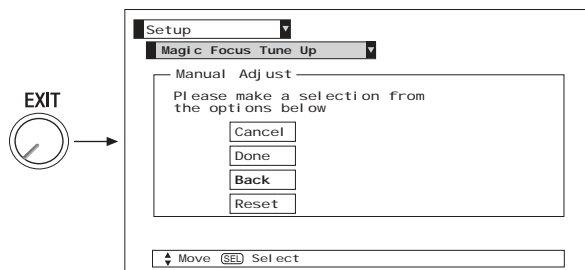 Setup
Magic Focus Tune Up
Manual Adjust
EXIT
Please make a selection from
the options below
Cancel
Done
Back
Reset
Move SEL Select